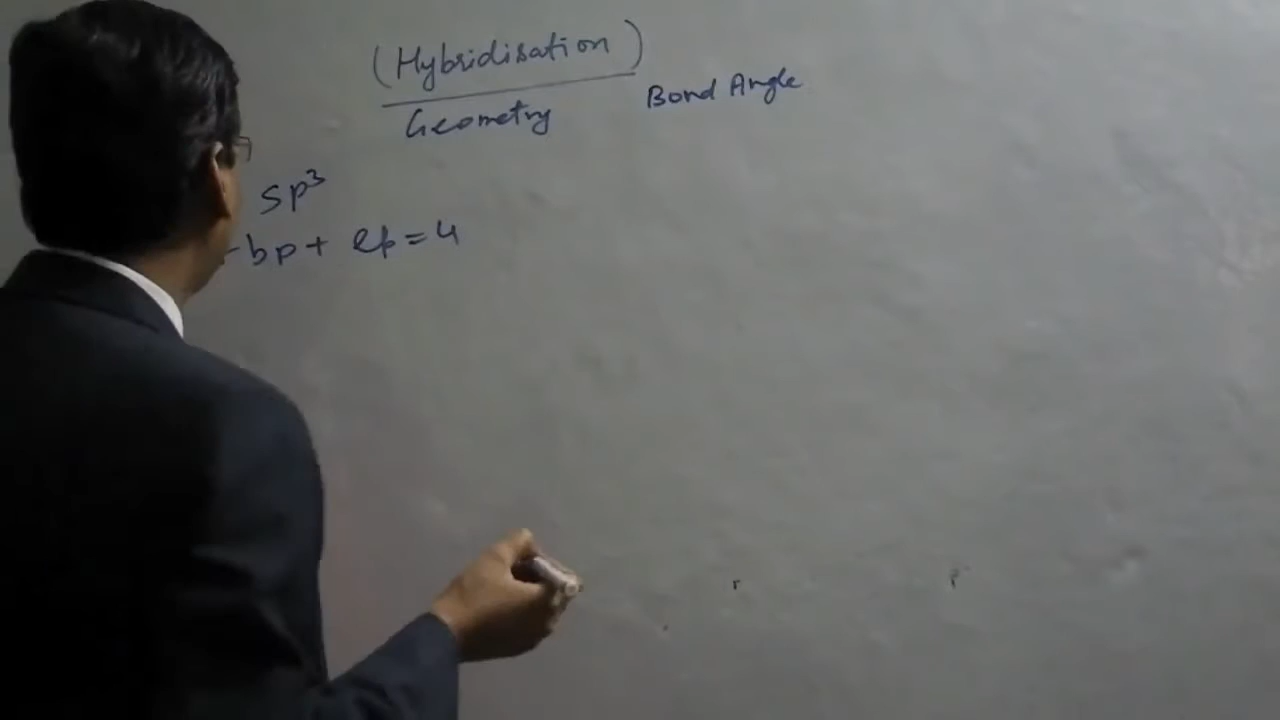 (Hybridisation)
Geometry Bond Angle
sp³
bp + lp = 4